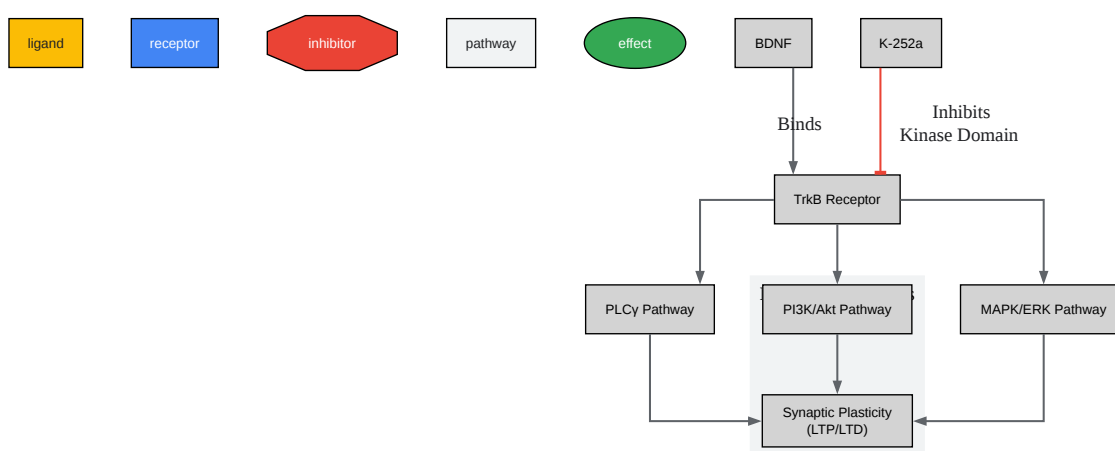 ligand
receptor
inhibitor
pathway
effect
BDNF
K-252a
Binds
Inhibits
Kinase Domain
TrkB Receptor
PLCγ Pathway
PI3K/Akt Pathway
MAPK/ERK Pathway
Synaptic Plasticity
(LTP/LTD)